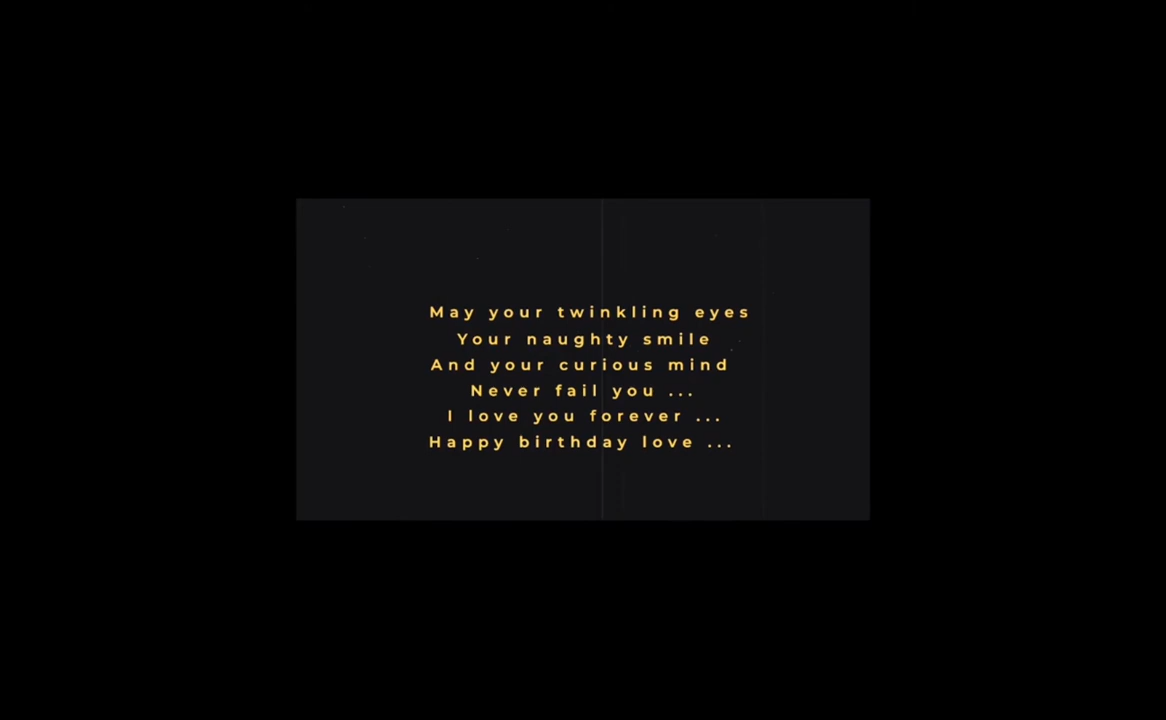 May your twinkling eyes
Your naughty smile
And your curious mind
Never fail you ...
I love you forever ...
Happy birthday love ...